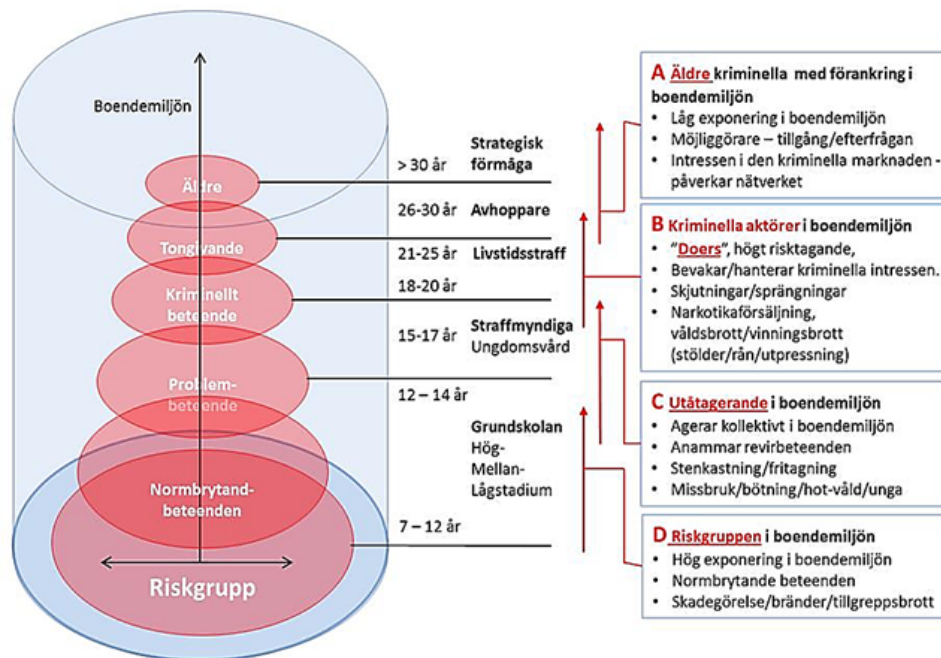 Boendemiljön
Äldre
Tongivande
Kriminellt
beteende
Problem-
beteende
Normbrytand-
beteenden
Riskgrupp
> 30 år
Strategisk
förmåga
26-30 år
Avhoppare
21-25 år
Livstidsstraff
18-20 år
15-17 år
Straffmyndiga
Ungdomsvård
12 – 14 år
Grundskolan
Hög-
Mellan-
Lågstadium
7 – 12 år
A Äldre kriminella med förankring i
boendemiljön
• Låg exponering i boendemiljön
• Möjliggörare – tillgång/efterfrågan
• Intressen i den kriminella marknaden -
påverkar nätverket
B Kriminella aktörer i boendemiljön
• "Doers", högt risktagande,
• Bevakar/hanterar kriminella intressen.
• Skjutningar/sprängningar
• Narkotikaförsäljning,
våldsbrott/vinningsbrott
(stölder/rån/utpressning)
C Utåtagerande i boendemiljön
• Agerar kollektivt i boendemiljön
• Anammar revirbeteenden
• Stenkastning/fritagning
• Missbruk/bötning/hot-våld/unga
D Riskgruppen i boendemiljön
• Hög exponering i boendemiljön
• Normbrytande beteenden
• Skadegörelse/bränder/tillgreppsbrott